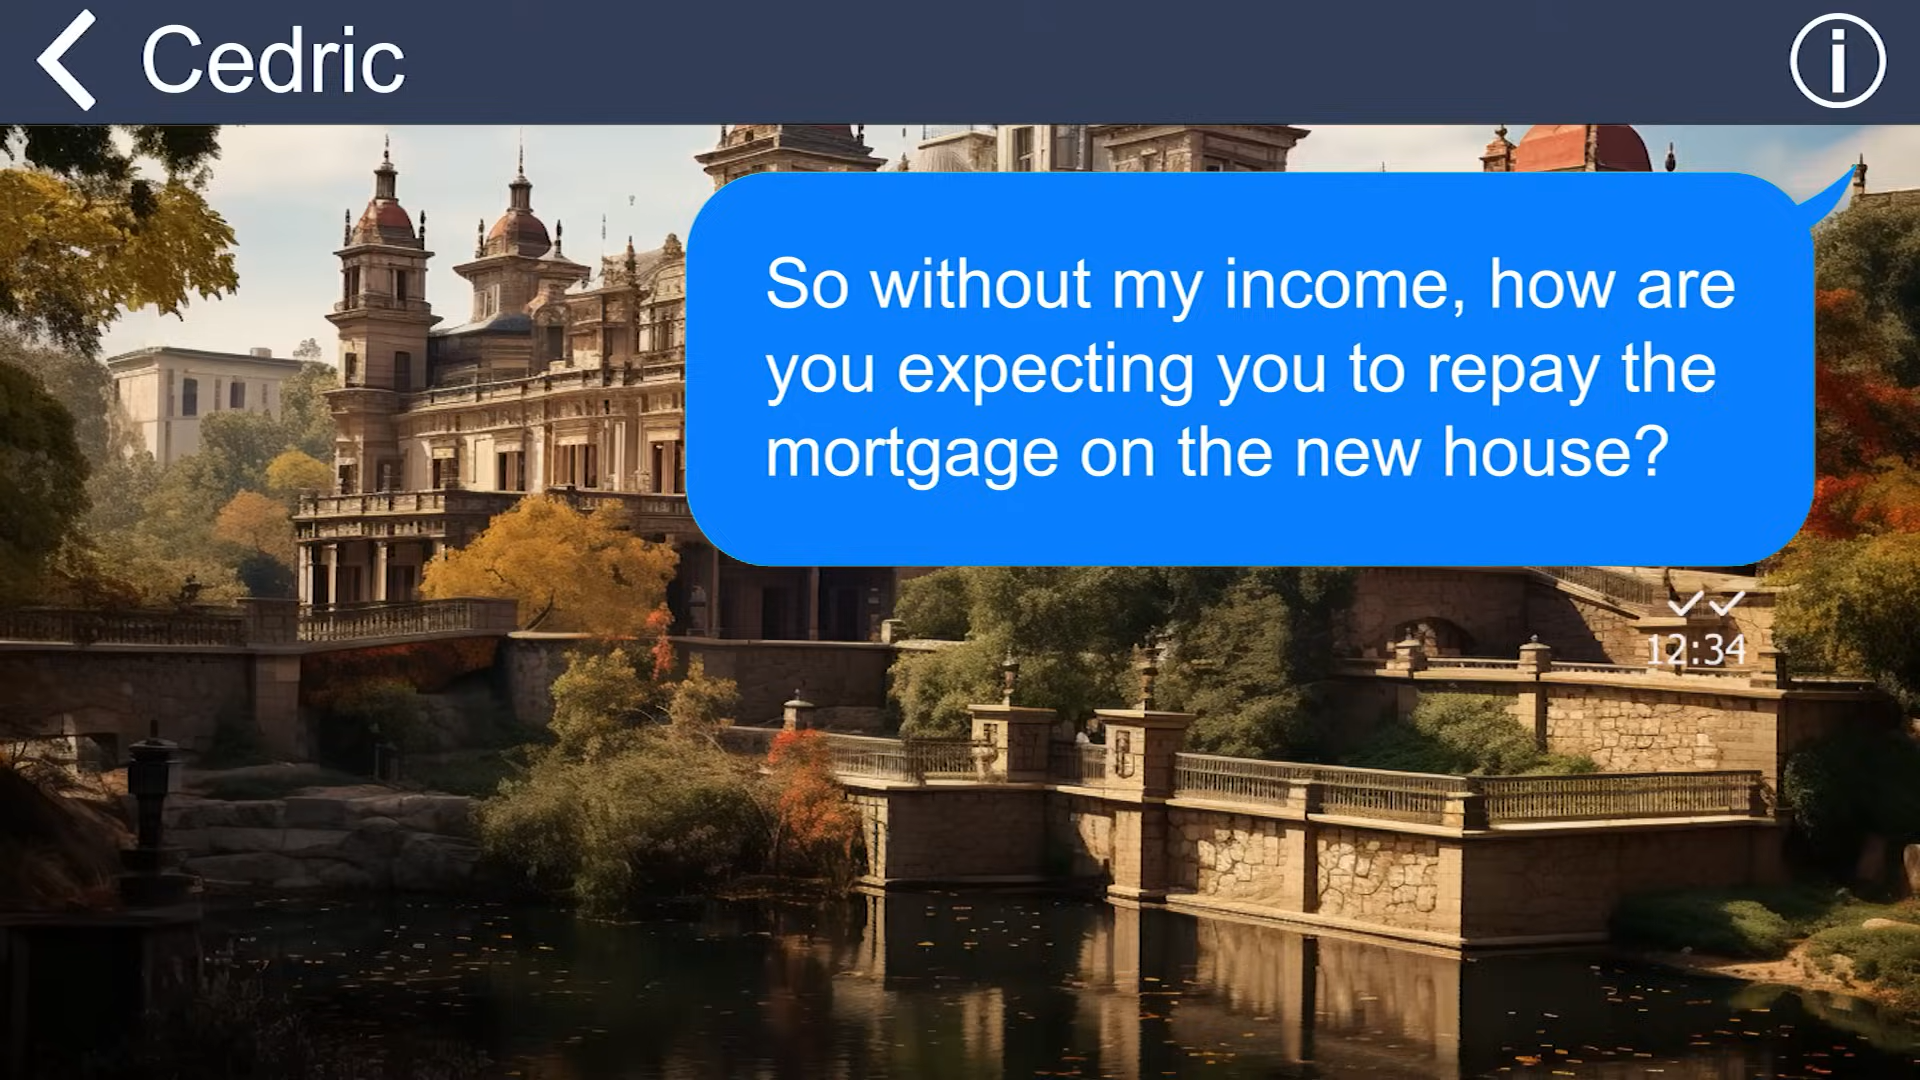 Cedric
So without my income, how are
you expecting you to repay the
mortgage on the new house?
12:34